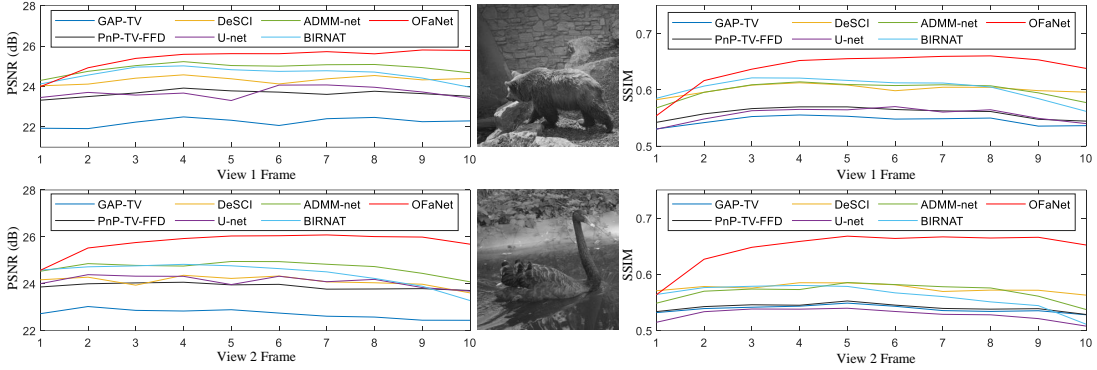 PSNR (dB)
28
26
24
22
GAP-TV DeSCI ADMM-net OFaNet
PnP-TV-FFD U-net BIRNAT
1 2 3 4 5 6 7 8 9 10
View 1 Frame
SSIM
0.7
0.6
0.5
GAP-TV DeSCI ADMM-net OFaNet
PnP-TV-FFD U-net BIRNAT
1 2 3 4 5 6 7 8 9 10
View 1 Frame
PSNR (dB)
28
26
24
22
GAP-TV DeSCI ADMM-net OFaNet
PnP-TV-FFD U-net BIRNAT
1 2 3 4 5 6 7 8 9 10
View 2 Frame
SSIM
0.7
0.6
0.5
GAP-TV DeSCI ADMM-net OFaNet
PnP-TV-FFD U-net BIRNAT
1 2 3 4 5 6 7 8 9 10
View 2 Frame